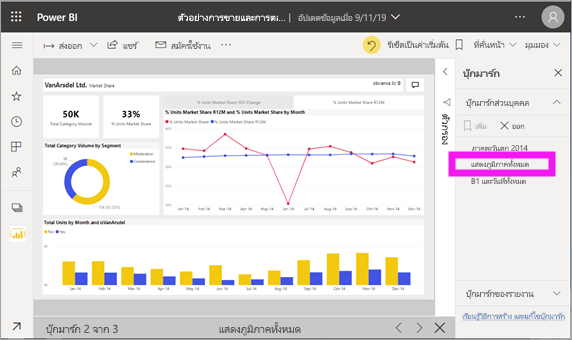 Power BI
ตัวอย่างการขายและการต... | อัปเดตข้อมูลเมื่อ 9/11/19
ส่งออก
แชร์
สมัครใช้งาน
รีเซ็ตเป็นค่าเริ่มต้น
ที่คั่นหน้า
มุมมอง
VanArsdel Ltd. Market Share
obvience llc ©
50K
Total Category Volume
33%
% Units Market Share
% Units Market Share YOY Change
% Units Market Share R12M
% Units Market Share R12M and % Units Market Share by Month
% Units Market Share % Units Market Share R12M
Jan-14 Feb-14 Mar-14 Apr-14 May-14 Jun-14 Jul-14 Aug-14 Sep-14 Oct-14 Nov-14 Dec-14
Total Category Volume by Segment
Moderation
Convenience
Total Units by Month and isVanArsdel
No Yes
Jan-14 Feb-14 Mar-14 Apr-14 May-14 Jun-14 Jul-14 Aug-14 Sep-14 Oct-14 Nov-14 Dec-14
ตัวกรอง
บุ๊กมาร์ก
บุ๊กมาร์กส่วนบุคคล
เพิ่ม
ออก
ภาคตะวันตก 2014
แสดงภูมิภาคทั้งหมด
B1 และวันที่ทั้งหมด
บุ๊กมาร์กของรายงาน
เรียนรู้วิธีการสร้าง และแก้ไขบุ๊กมาร์ก
บุ๊กมาร์ก 2 จาก 3
แสดงภูมิภาคทั้งหมด